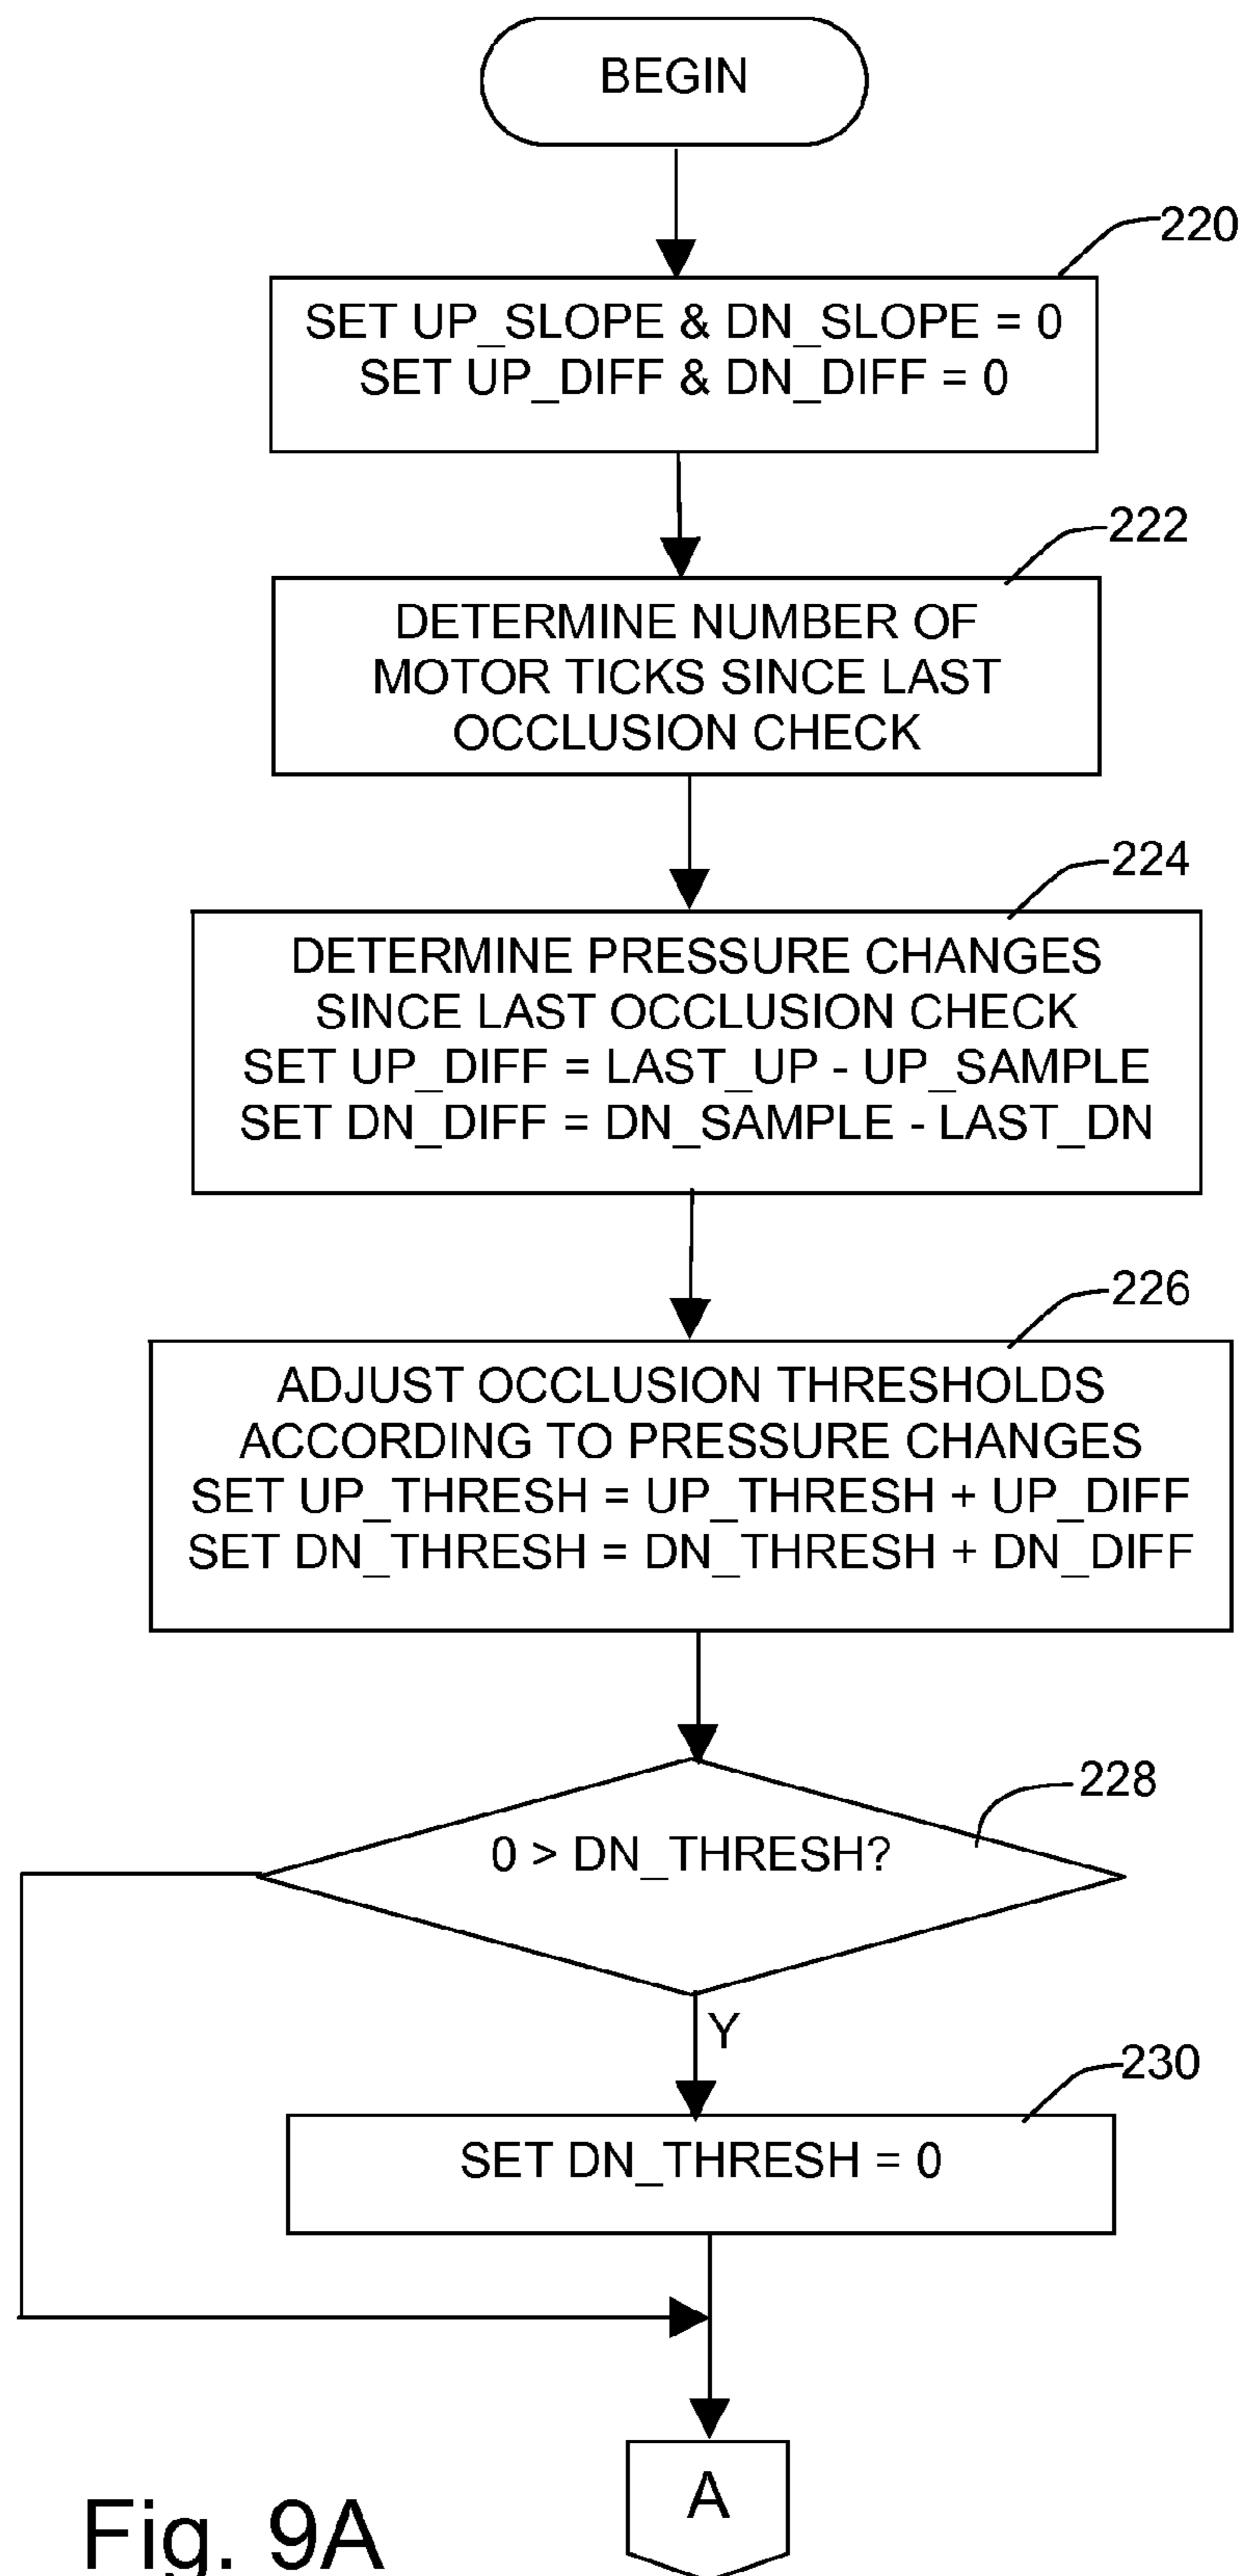 BEGIN
220
SET UP_SLOPE & DN_SLOPE = 0
SET UP_DIFF & DN_DIFF = 0
222
DETERMINE NUMBER OF
MOTOR TICKS SINCE LAST
OCCLUSION CHECK
224
DETERMINE PRESSURE CHANGES
SINCE LAST OCCLUSION CHECK
SET UP_DIFF = LAST_UP - UP_SAMPLE
SET DN_DIFF = DN_SAMPLE - LAST_DN
226
ADJUST OCCLUSION THRESHOLDS
ACCORDING TO PRESSURE CHANGES
SET UP_THRESH = UP_THRESH + UP_DIFF
SET DN_THRESH = DN_THRESH + DN_DIFF
228
0 > DN_THRESH?
Y
230
SET DN_THRESH = 0
A
Fig. 9A